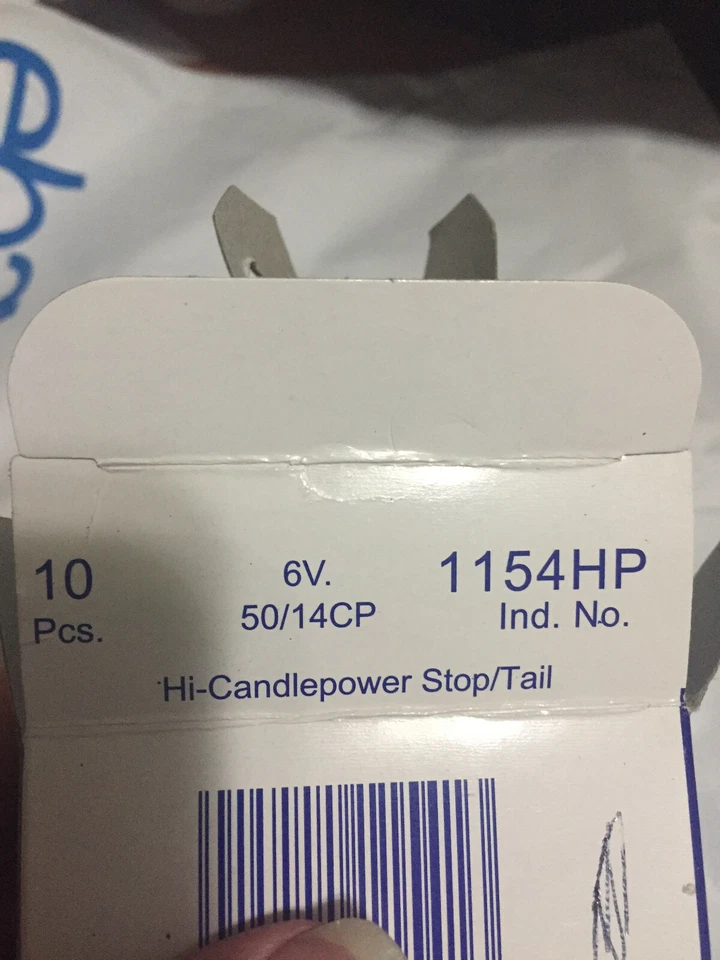 10 6V. 1154HP
Pcs. 50/14CP Ind. No.
Hi-Candlepower Stop/Tail